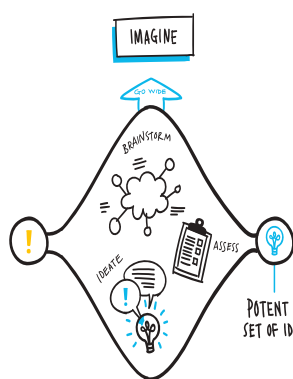 IMAGINE
GO WIDE
BRAINSTORM
ASSESS
IDEATE
!
!
POTENT
SET OF ID